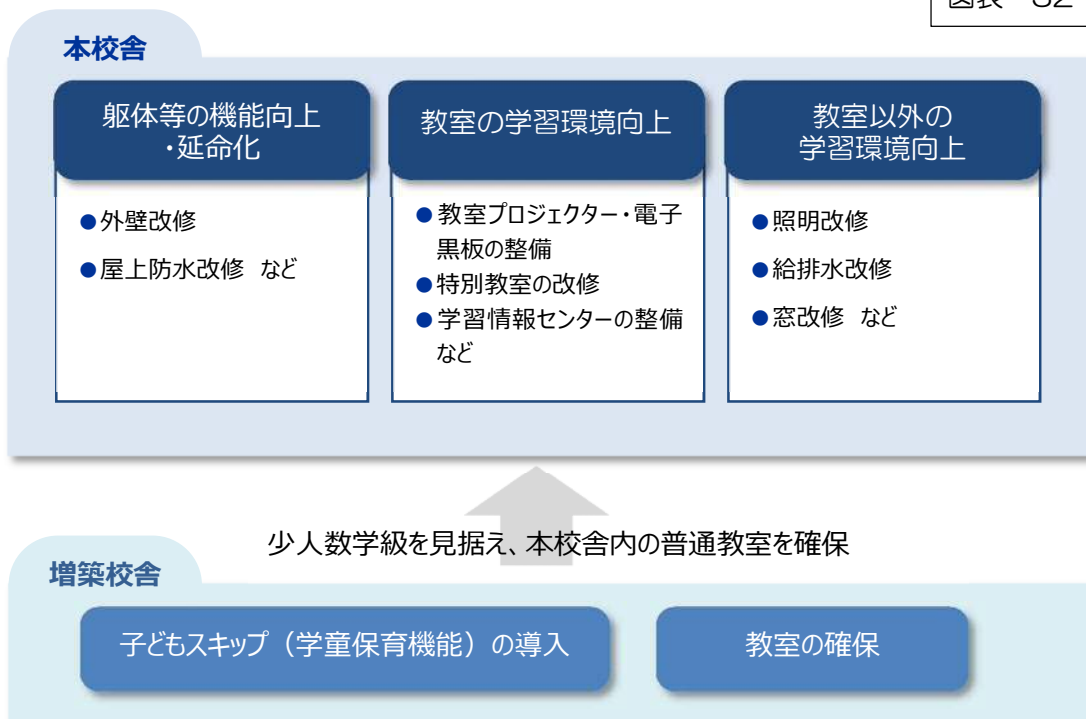 図表 32
本校舎
躯体等の機能向上
・延命化
●外壁改修
●屋上防水改修 など
教室の学習環境向上
●教室プロジェクター・電子
黒板の整備
●特別教室の改修
●学習情報センターの整備
など
教室以外の
学習環境向上
●照明改修
●給排水改修
●窓改修 など
少人数学級を見据え、本校舎内の普通教室を確保
増築校舎
子どもスキップ（学童保育機能）の導入
教室の確保